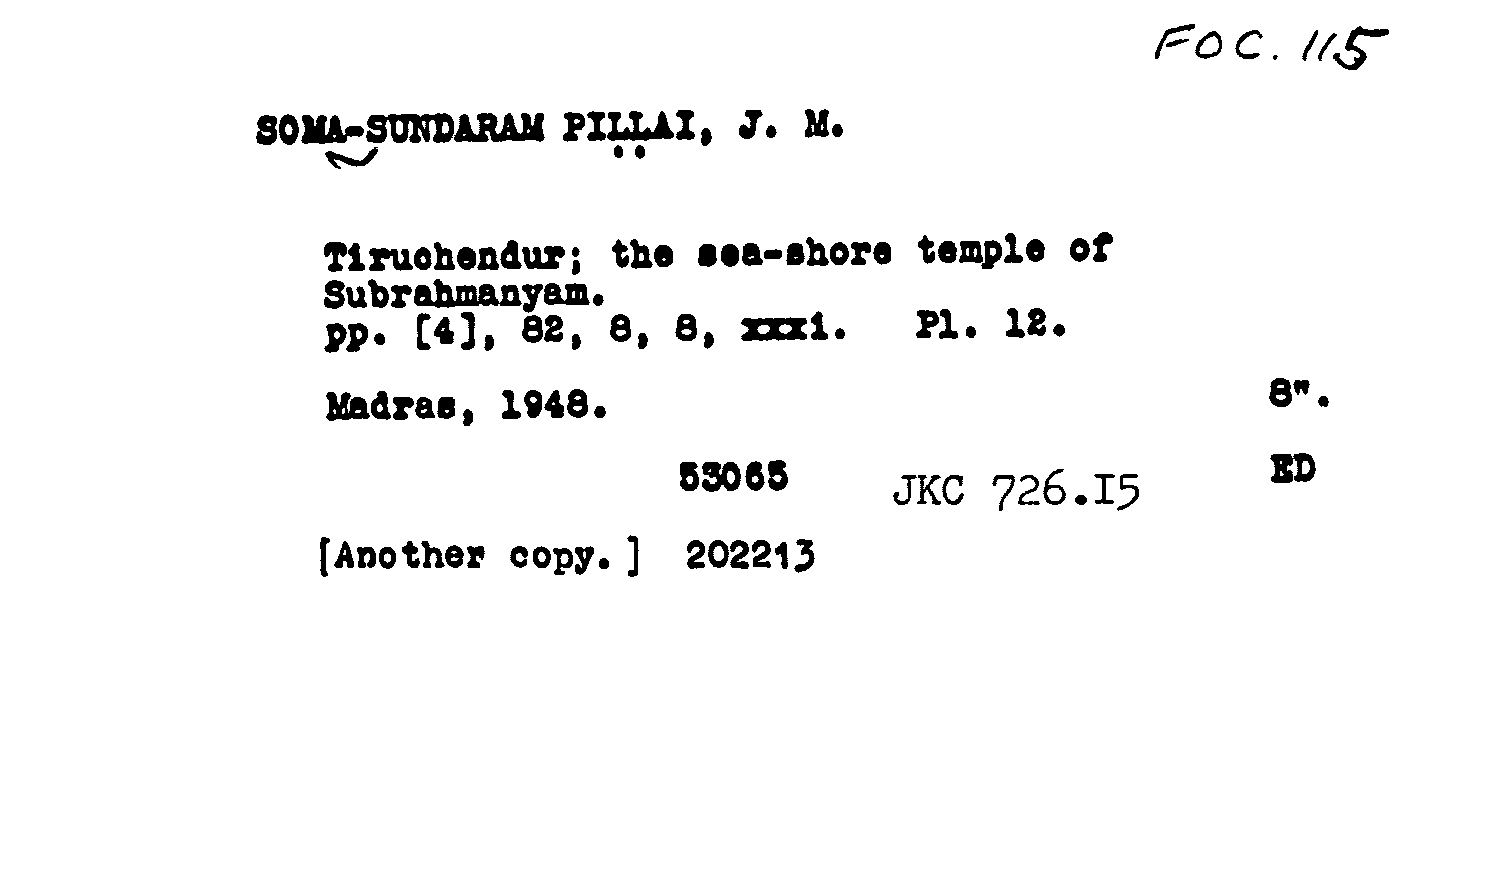 FOC. 115
SOMA-SUNDARAM PIḶḶAI, J. M.
Tiruchendur; the sea-shore temple of
Subrahmanyam.
pp. [4], 82, 8, 8, xxxi. Pl. 12.
Madras, 1948. 8".
53065 JKC 726.I5 ED
[Another copy.] 202213